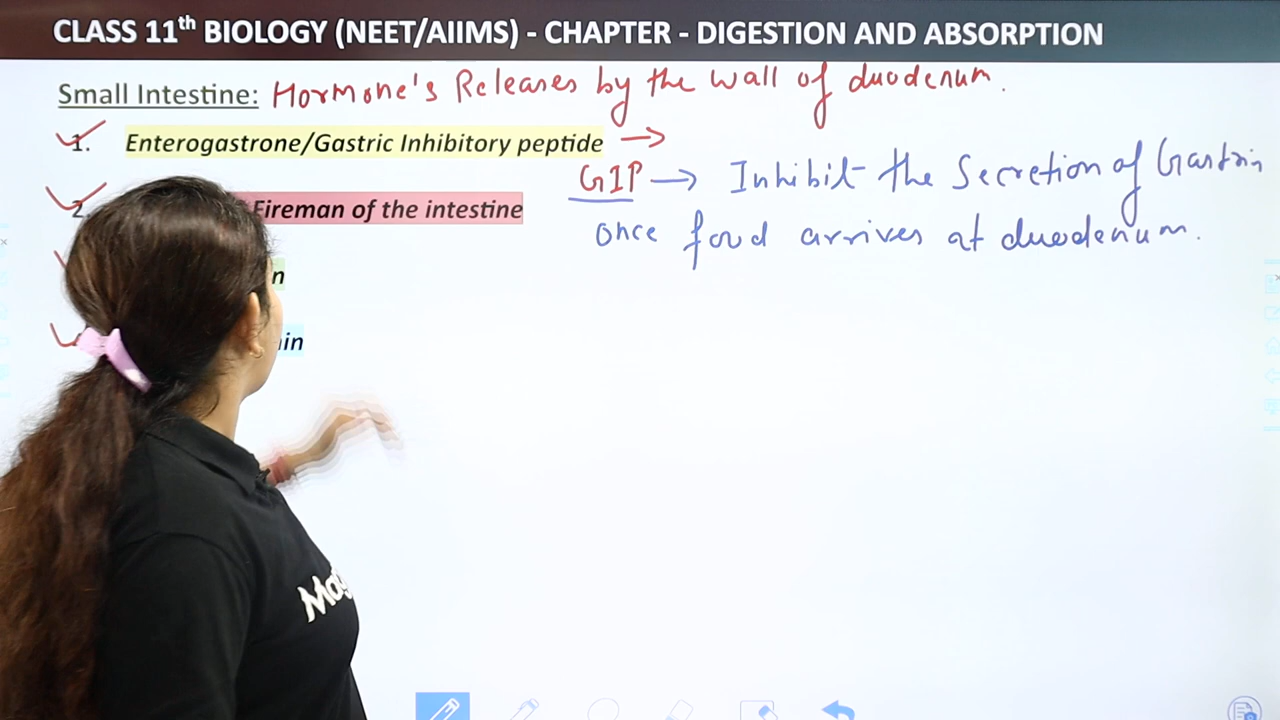 CLASS 11th BIOLOGY (NEET/AIIMS) - CHAPTER - DIGESTION AND ABSORPTION
Small Intestine: Hormone's Releases by the wall of duodenum.
1. Enterogastrone/Gastric Inhibitory peptide →
GIP → Inhibit the Secretion of Gastrin
once food arrives at duodenum.
2. Fireman of the intestine
n
in